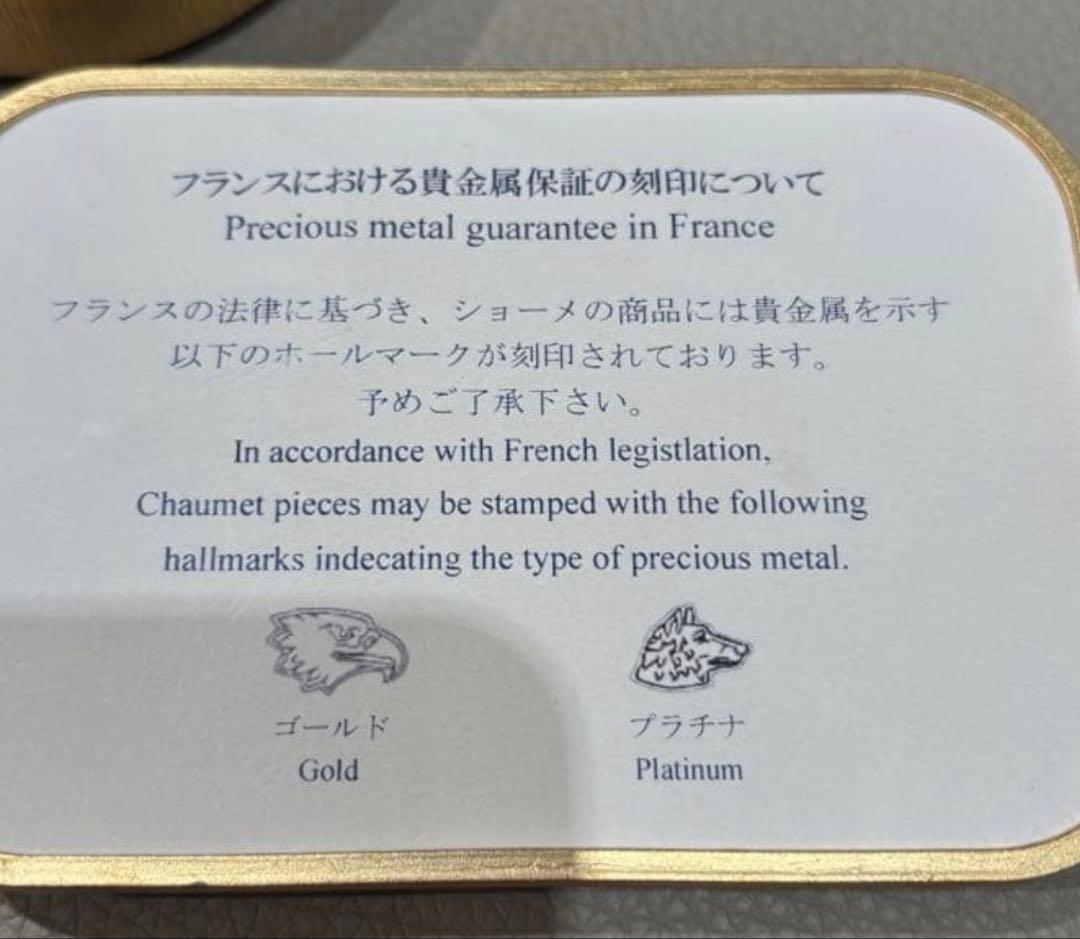 フランスにおける貴金属保証の刻印について
Precious metal guarantee in France
フランスの法律に基づき、ショーメの商品には貴金属を示す
以下のホールマークが刻印されております。
予めご了承下さい。
In accordance with French legistlation,
Chaumet pieces may be stamped with the following
hallmarks indecating the type of precious metal.
ゴールド
Gold
プラチナ
Platinum